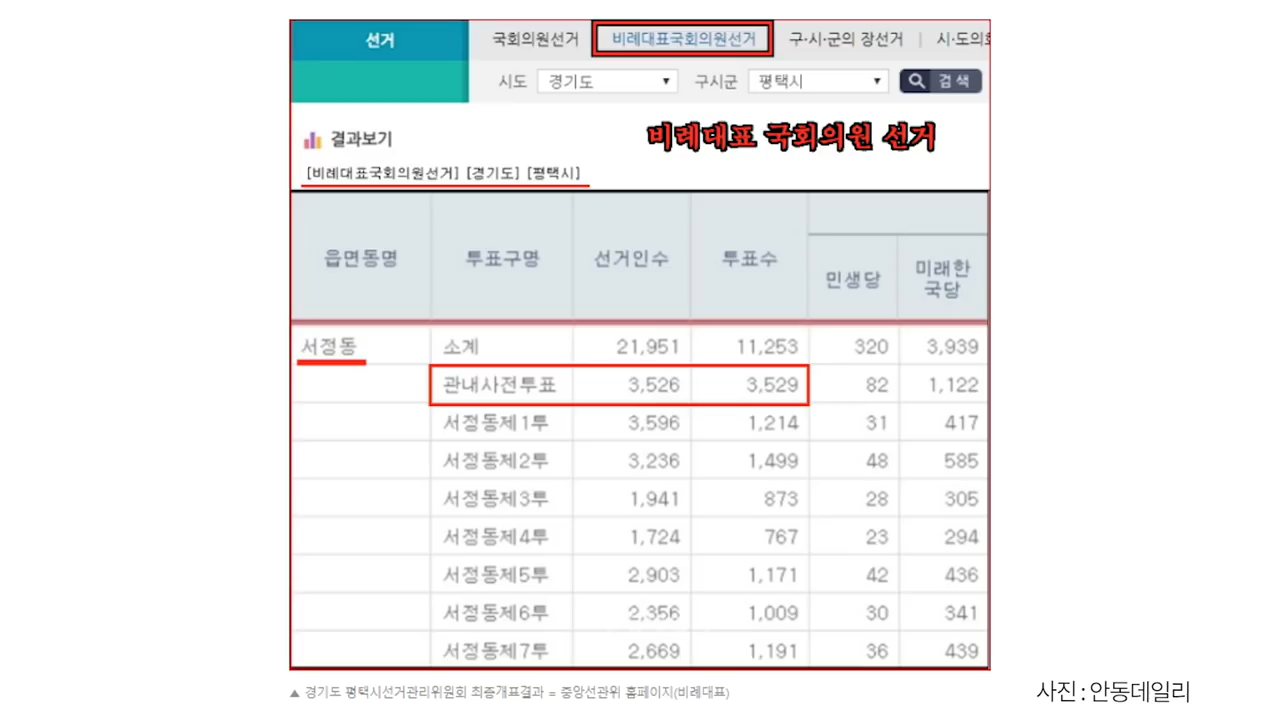 선거 국회의원선거 비례대표국회의원선거 구·시·군의 장선거 | 시·도의회
시도 경기도 ▼ 구시군 평택시 ▼ 검색
결과보기 비례대표 국회의원 선거
[비례대표국회의원선거] [경기도] [평택시]
읍면동명 투표구명 선거인수 투표수 민생당 미래한
국당
서정동 소계 21,951 11,253 320 3,939
관내사전투표 3,526 3,529 82 1,122
서정동제1투 3,596 1,214 31 417
서정동제2투 3,236 1,499 48 585
서정동제3투 1,941 873 28 305
서정동제4투 1,724 767 23 294
서정동제5투 2,903 1,171 42 436
서정동제6투 2,356 1,009 30 341
서정동제7투 2,669 1,191 36 439
▲ 경기도 평택시선거관리위원회 최종개표결과 = 중앙선관위 홈페이지(비례대표)
사진 : 안동데일리